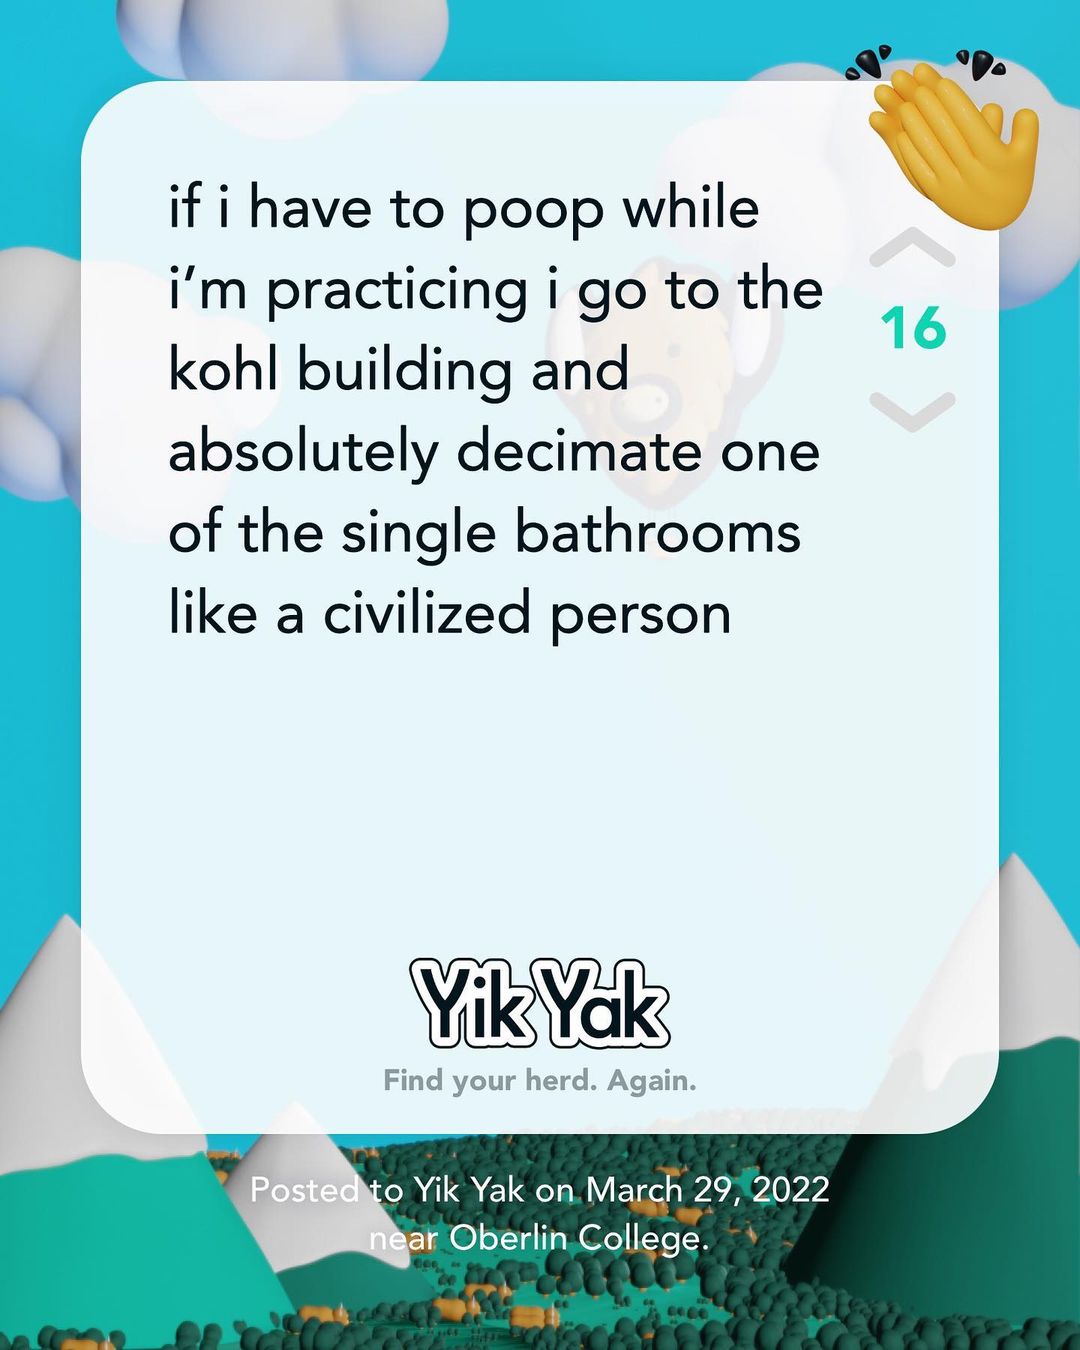 if i have to poop while
i’m practicing i go to the
kohl building and
absolutely decimate one
of the single bathrooms
like a civilized person
16
Yik Yak
Find your herd. Again.
Posted to Yik Yak on March 29, 2022
near Oberlin College.